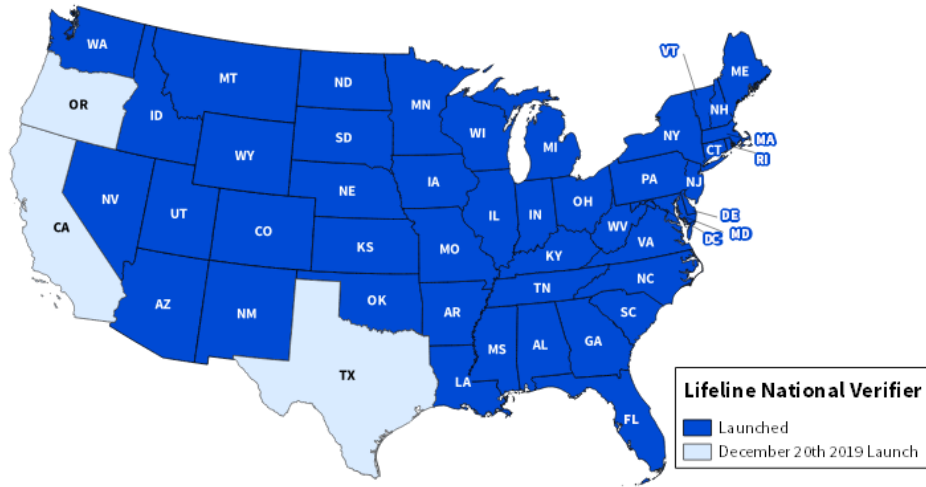 WA
OR
CA
ID
NV
MT
WY
UT
AZ
CO
NM
ND
SD
NE
KS
OK
TX
MN
IA
MO
AR
LA
WI
IL
MI
IN
OH
KY
TN
MS
AL
GA
FL
SC
NC
VA
WV
PA
NY
VT
NH
ME
MA
RI
CT
NJ
DE
MD
DC
Lifeline National Verifier
Launched
December 20th 2019 Launch